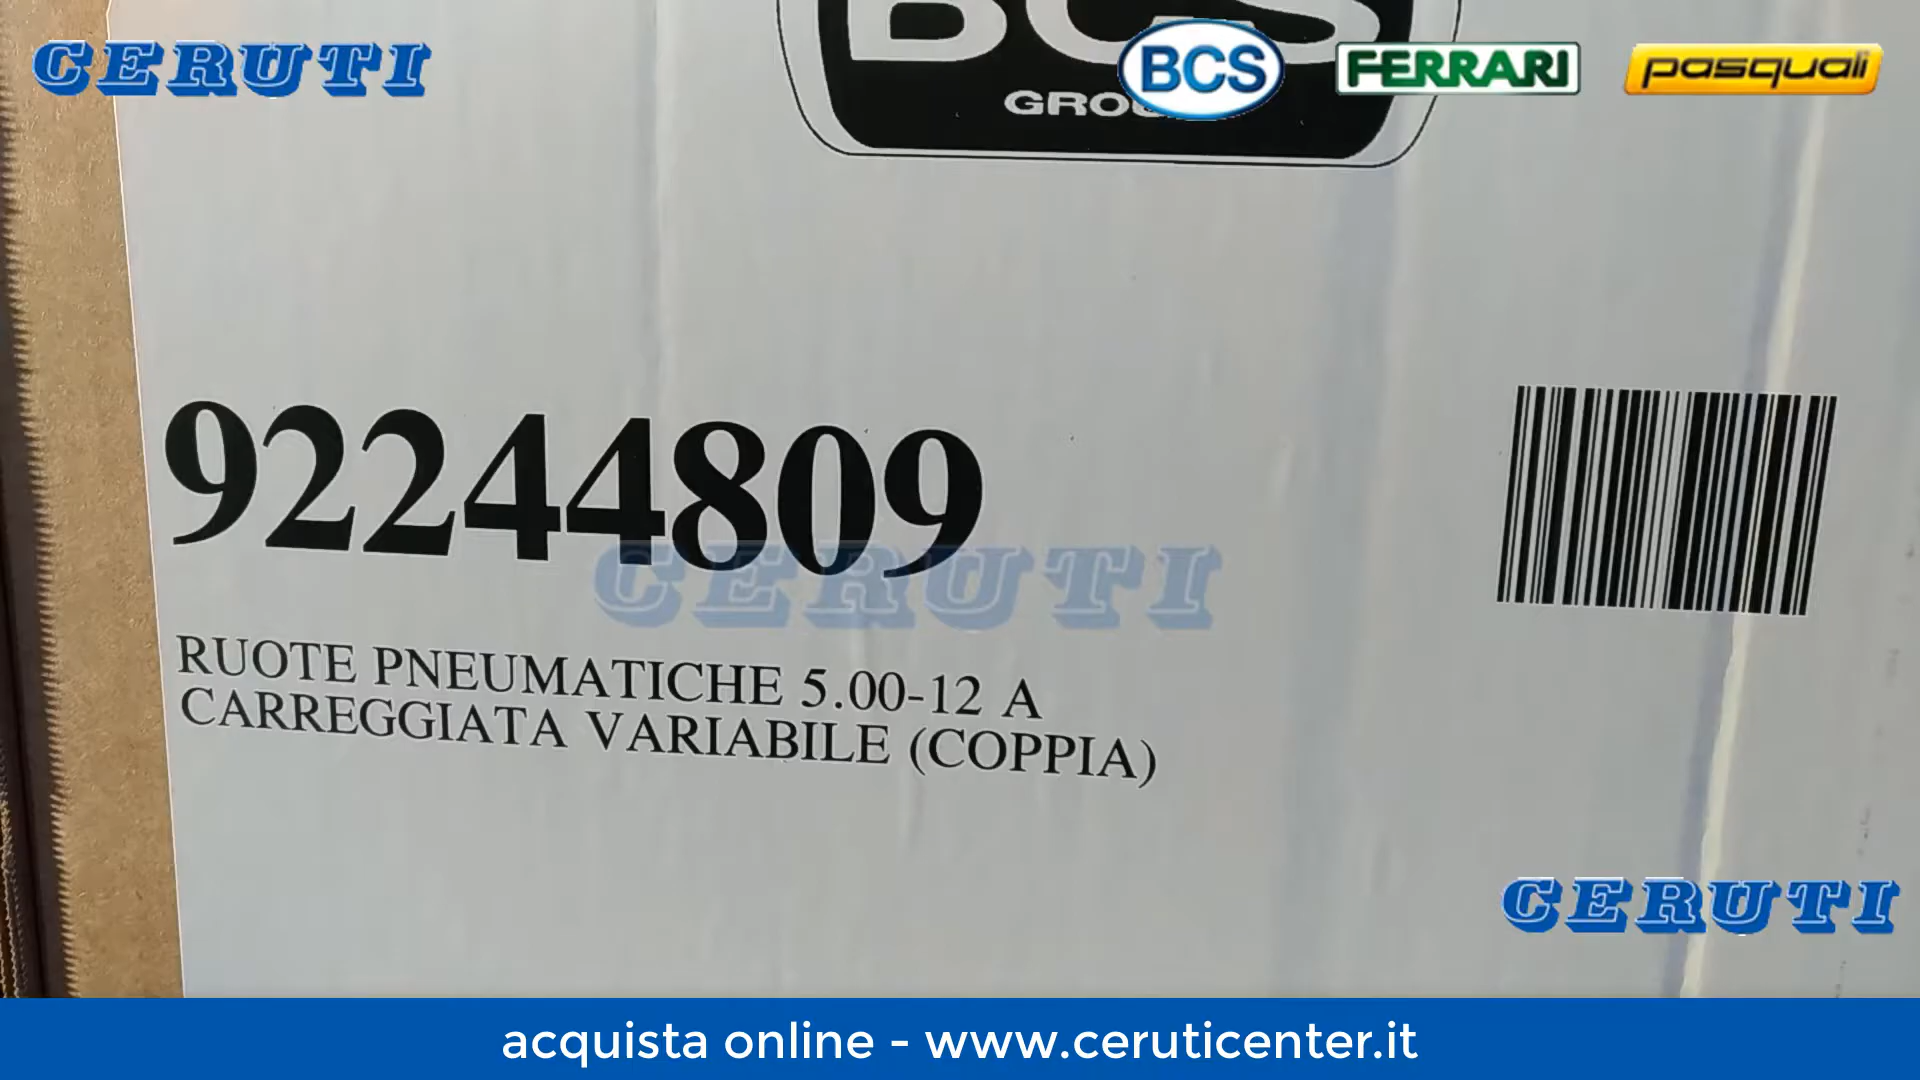 CERUTI
BCS
GROU
BCS
FERRARI
pasquali
92244809
CERUTI
RUOTE PNEUMATICHE 5.00-12 A
CARREGGIATA VARIABILE (COPPIA)
CERUTI
acquista online - www.ceruticenter.it